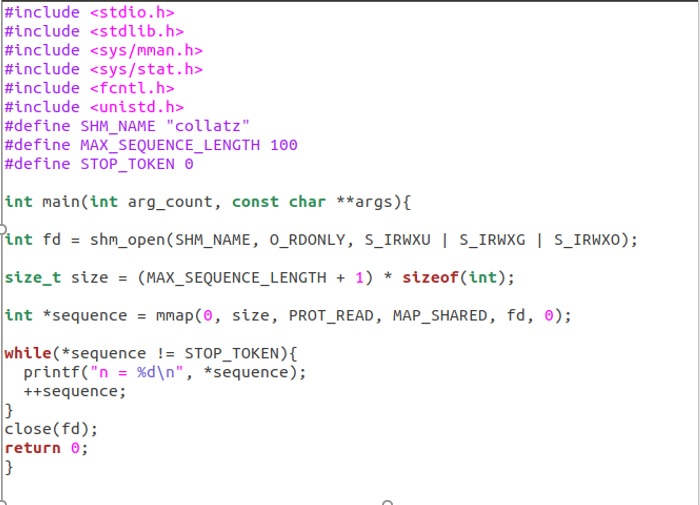 #include <stdio.h>
#include <stdlib.h>
#include <sys/mman.h>
#include <sys/stat.h>
#include <fcntl.h>
#include <unistd.h>
#define SHM_NAME "collatz"
#define MAX_SEQUENCE_LENGTH 100
#define STOP_TOKEN 0

int main(int arg_count, const char **args){

int fd = shm_open(SHM_NAME, O_RDONLY, S_IRWXU | S_IRWXG | S_IRWXO);

size_t size = (MAX_SEQUENCE_LENGTH + 1) * sizeof(int);

int *sequence = mmap(0, size, PROT_READ, MAP_SHARED, fd, 0);

while(*sequence != STOP_TOKEN){
  printf("n = %d\n", *sequence);
  ++sequence;
}
close(fd);
return 0;
}